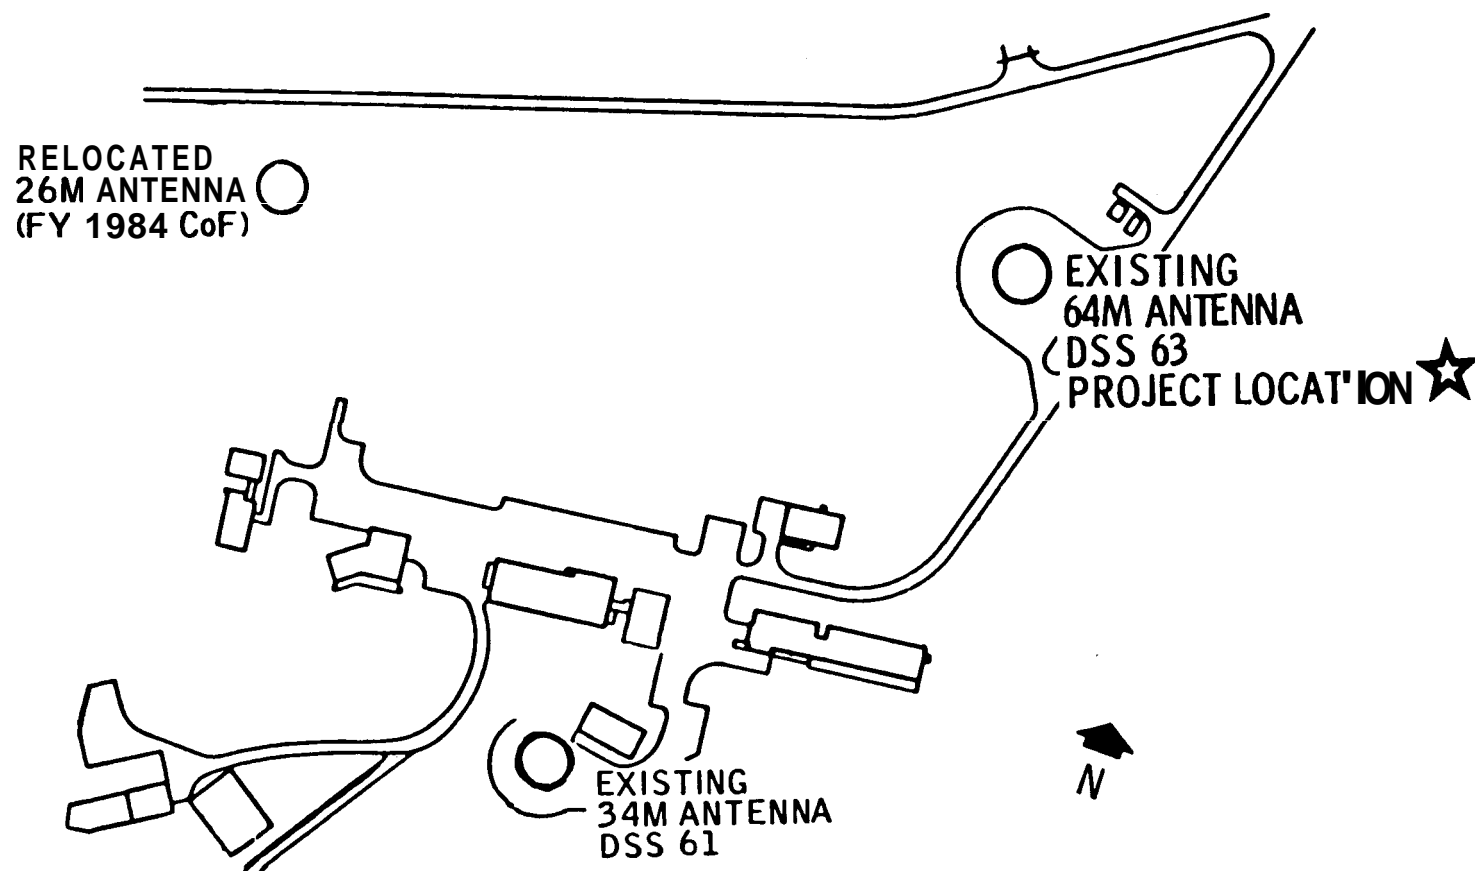 RELOCATED
26M ANTENNA
(FY 1984 CoF)
EXISTING
64M ANTENNA
DSS 63
PROJECT LOCAT'ION
EXISTING
34M ANTENNA
DSS 61
N